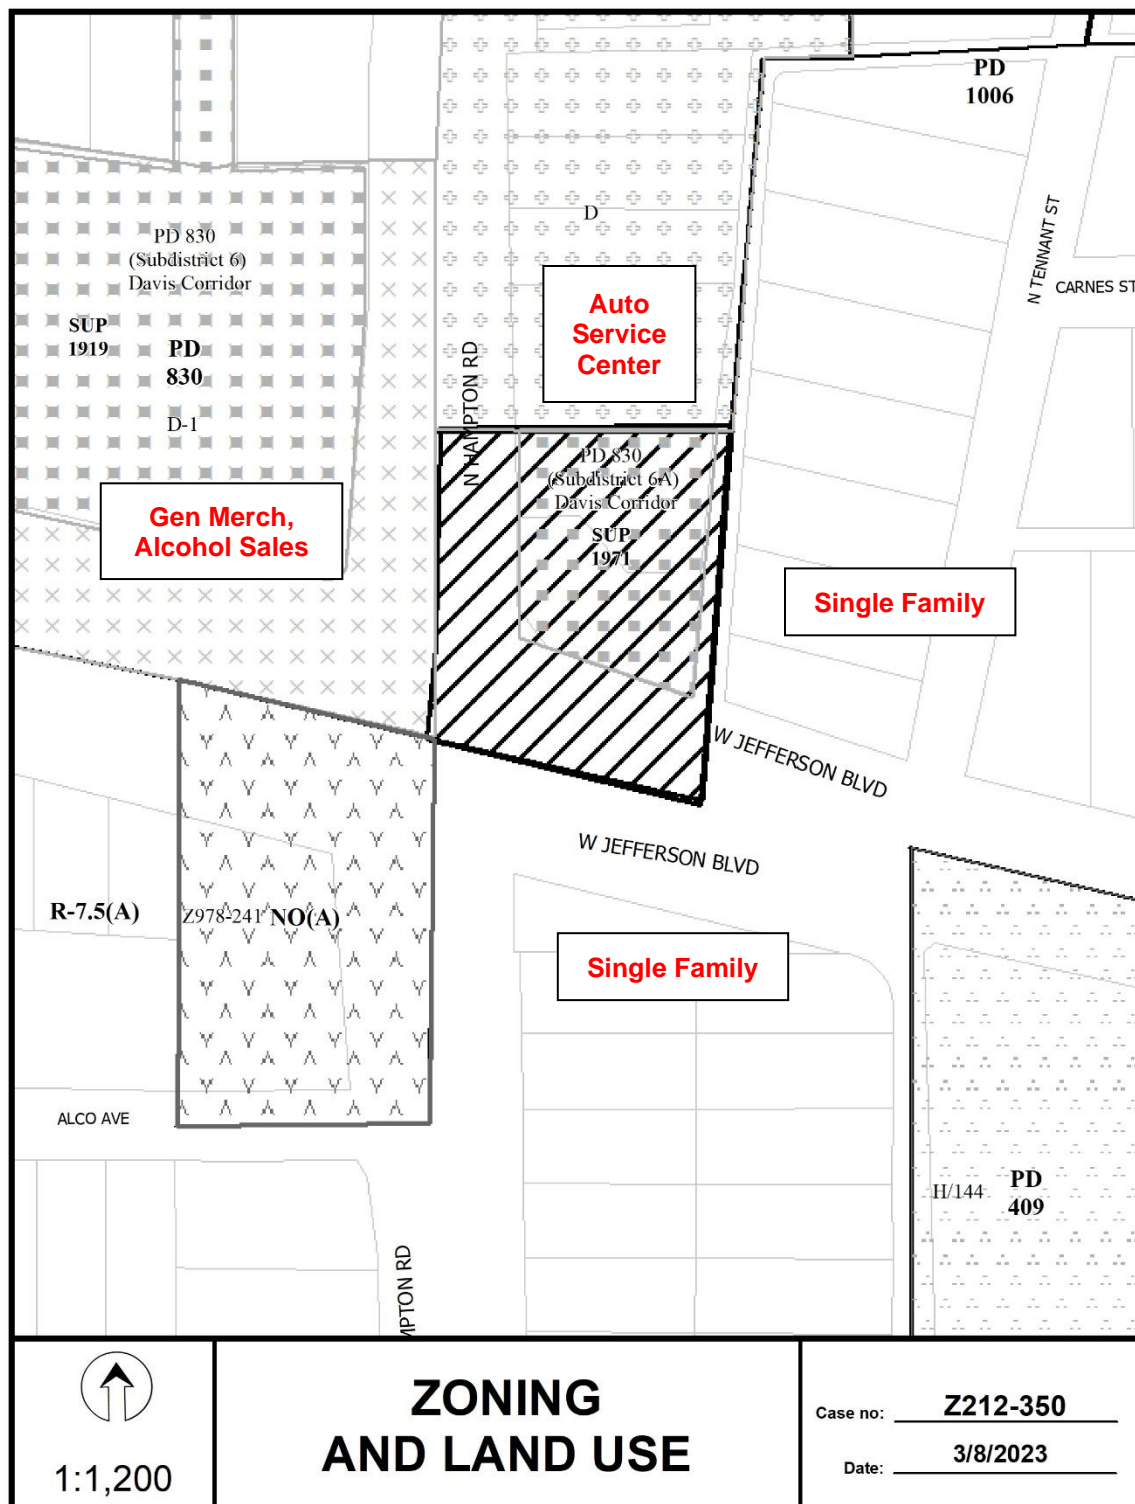 PD
1006
N TENNANT ST
CARNES ST
D
PD 830
(Subdistrict 6)
Davis Corridor
SUP
1919
PD
830
D-1
Auto
Service
Center
N HAMPTON RD
PD 830
(Subdistrict 6A)
Davis Corridor
SUP
1971
Gen Merch,
Alcohol Sales
Single Family
W JEFFERSON BLVD
W JEFFERSON BLVD
R-7.5(A)
Z978-241
NO(A)
Single Family
ALCO AVE
H/144
PD
409
MPTON RD
1:1,200
ZONING
AND LAND USE
Case no: Z212-350
Date: 3/8/2023